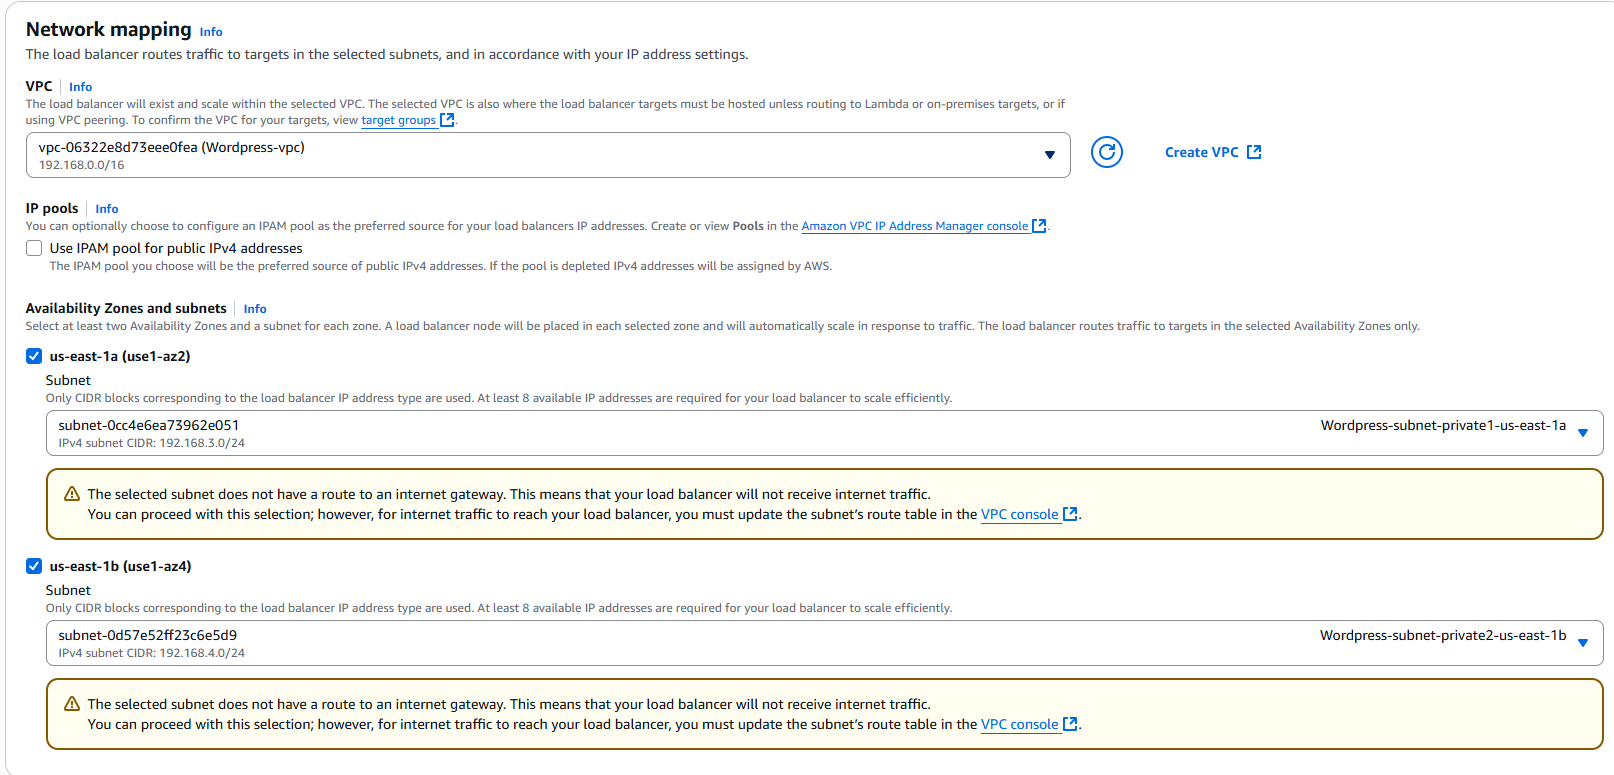 Network mapping Info
The load balancer routes traffic to targets in the selected subnets, and in accordance with your IP address settings.
VPC Info
The load balancer will exist and scale within the selected VPC. The selected VPC is also where the load balancer targets must be hosted unless routing to Lambda or on-premises targets, or if
using VPC peering. To confirm the VPC for your targets, view target groups.
vpc-06322e8d73eee0fea (Wordpress-vpc)
192.168.0.0/16
Create VPC
IP pools Info
You can optionally choose to configure an IPAM pool as the preferred source for your load balancers IP addresses. Create or view Pools in the Amazon VPC IP Address Manager console.
Use IPAM pool for public IPv4 addresses
The IPAM pool you choose will be the preferred source of public IPv4 addresses. If the pool is depleted IPv4 addresses will be assigned by AWS.
Availability Zones and subnets Info
Select at least two Availability Zones and a subnet for each zone. A load balancer node will be placed in each selected zone and will automatically scale in response to traffic. The load balancer routes traffic to targets in the selected Availability Zones only.
us-east-1a (use1-az2)
Subnet
Only CIDR blocks corresponding to the load balancer IP address type are used. At least 8 available IP addresses are required for your load balancer to scale efficiently.
subnet-0cc4e6ea73962e051 Wordpress-subnet-private1-us-east-1a
IPv4 subnet CIDR: 192.168.3.0/24
The selected subnet does not have a route to an internet gateway. This means that your load balancer will not receive internet traffic.
You can proceed with this selection; however, for internet traffic to reach your load balancer, you must update the subnet's route table in the VPC console.
us-east-1b (use1-az4)
Subnet
Only CIDR blocks corresponding to the load balancer IP address type are used. At least 8 available IP addresses are required for your load balancer to scale efficiently.
subnet-0d57e52ff23c6e5d9 Wordpress-subnet-private2-us-east-1b
IPv4 subnet CIDR: 192.168.4.0/24
The selected subnet does not have a route to an internet gateway. This means that your load balancer will not receive internet traffic.
You can proceed with this selection; however, for internet traffic to reach your load balancer, you must update the subnet's route table in the VPC console.